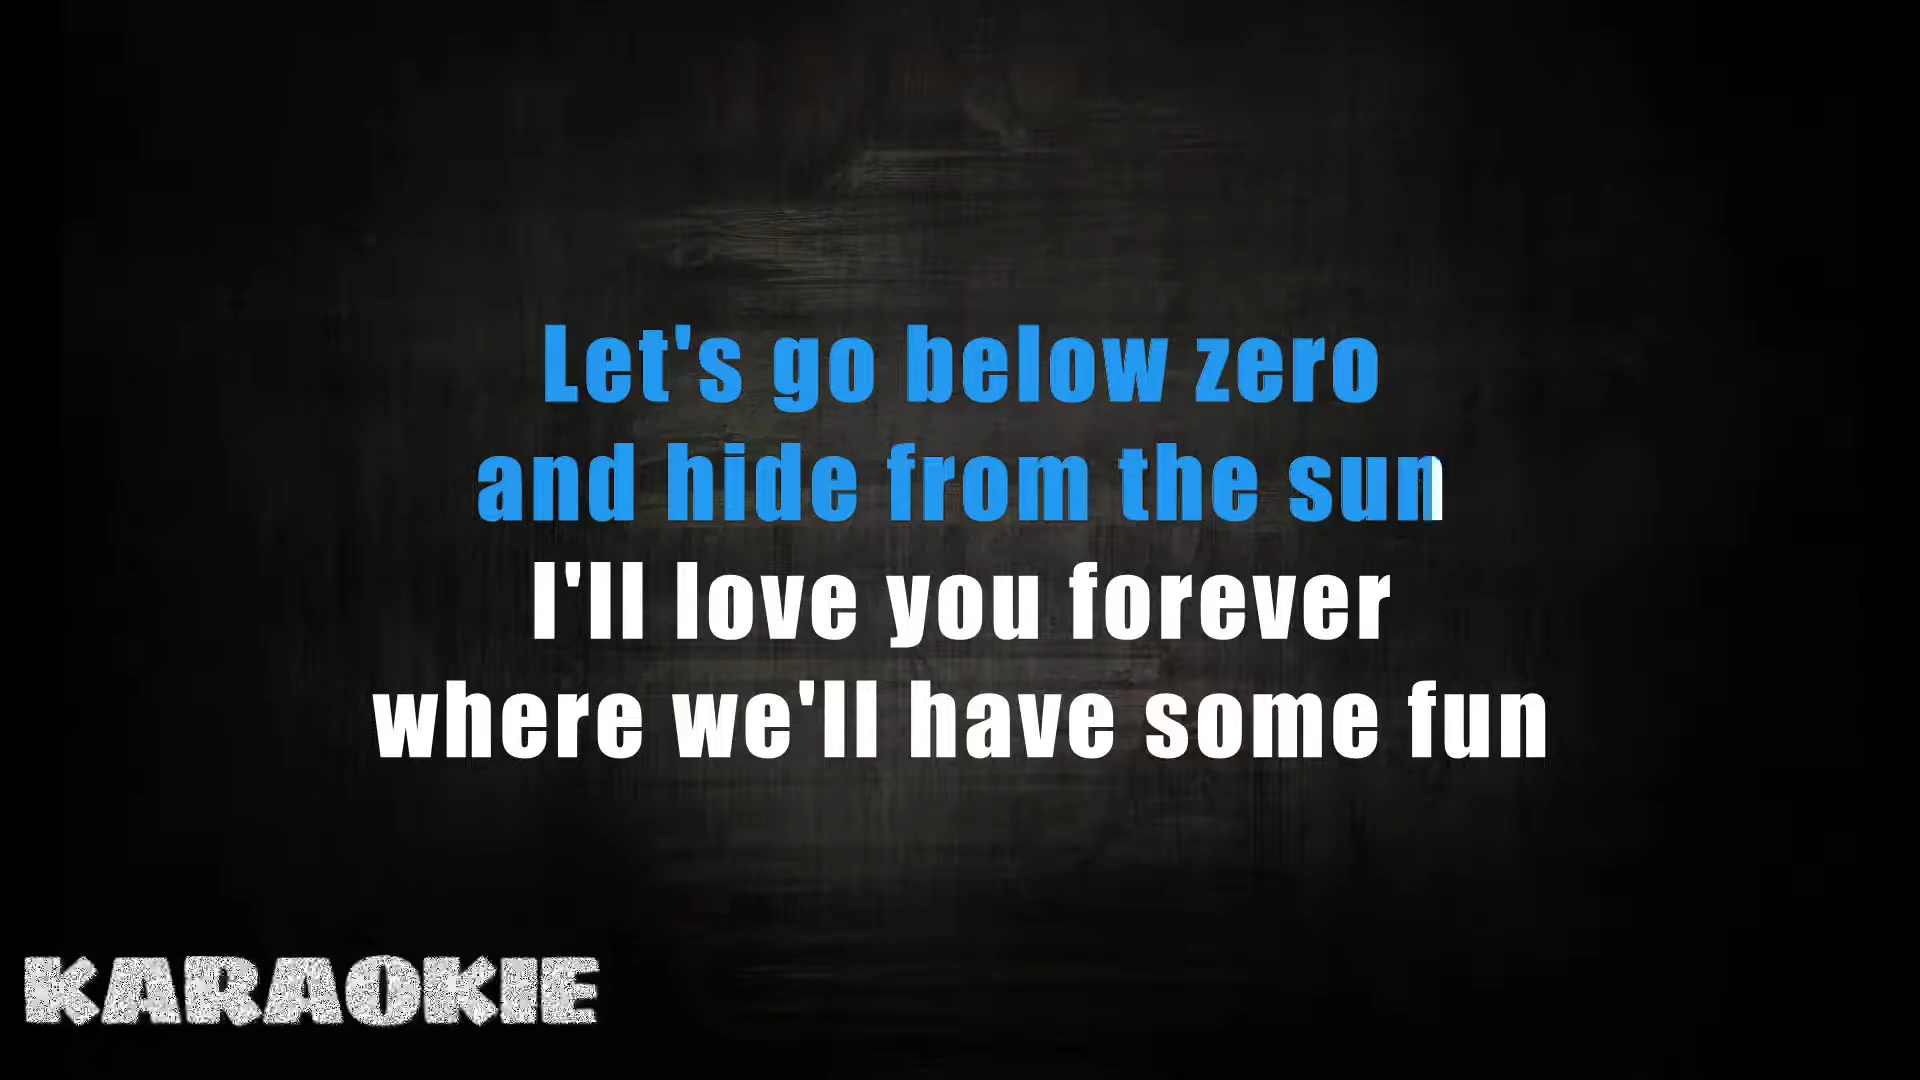 Let's go below zero
and hide from the sun
I'll love you forever
where we'll have some fun
KARAOKIE